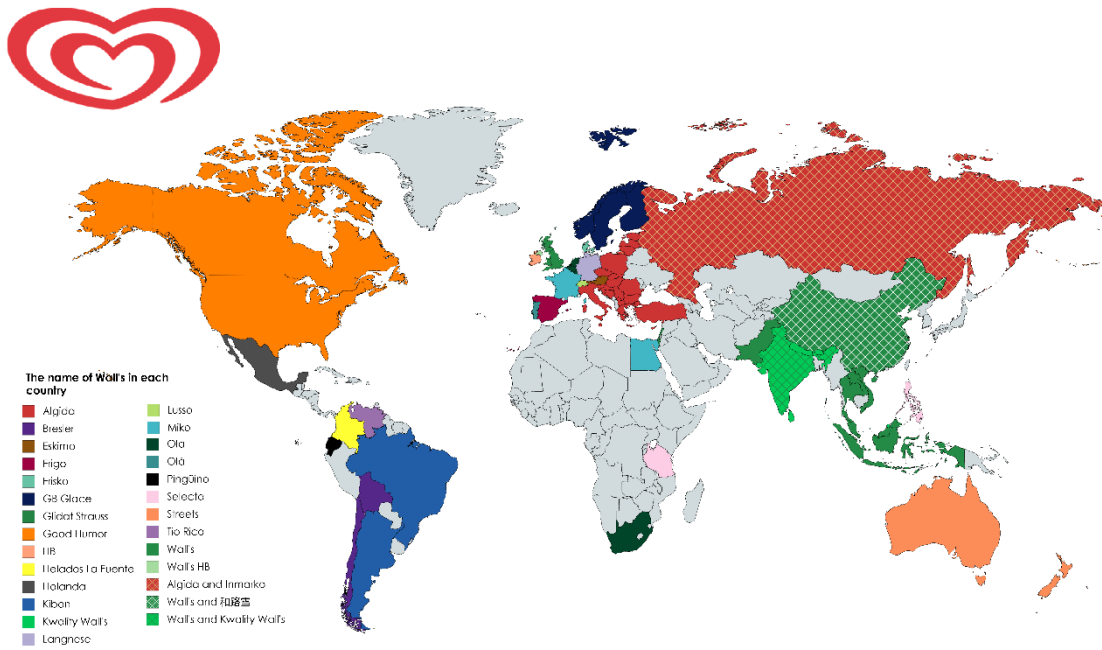 The name of Wall's in each
country
Algida
Bresler
Eskimo
Frigo
Frisko
GB Glace
Glidat Strauss
Good Humor
HB
Helados La Fuente
Holanda
Kibon
Kwality Wall's
Langnese
Lusso
Miko
Ola
Olá
Pingüino
Selecta
Streets
Tio Rico
Wall's
Wall's HB
Algida and Inmarko
Wall's and 和路雪
Wall's and Kwality Wall's